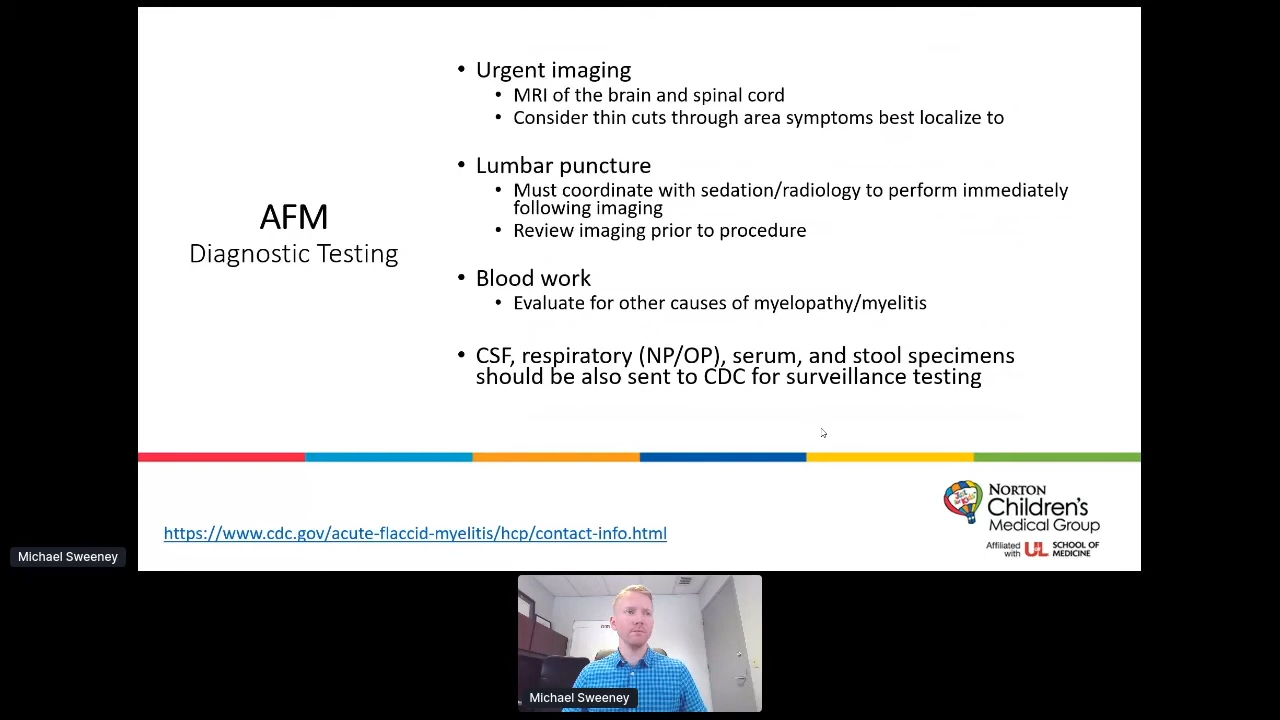 • Urgent imaging
• MRI of the brain and spinal cord
• Consider thin cuts through area symptoms best localize to
• Lumbar puncture
• Must coordinate with sedation/radiology to perform immediately
following imaging
• Review imaging prior to procedure
AFM
Diagnostic Testing
• Blood work
• Evaluate for other causes of myelopathy/myelitis
• CSF, respiratory (NP/OP), serum, and stool specimens
should be also sent to CDC for surveillance testing
NORTON
Children's
Medical Group
Affiliated
with
UL
SCHOOL OF
MEDICINE
https://www.cdc.gov/acute-flaccid-myelitis/hcp/contact-info.html
Michael Sweeney
Michael Sweeney